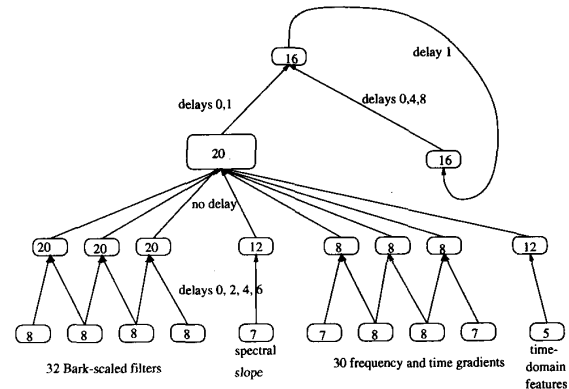 16
delay 1
delays 0,1
delays 0,4,8
20
16
no delay
20 20 20 12 8 8 8 12
delays 0, 2, 4, 6
8 8 8 8 7 7 8 8 7 5
32 Bark-scaled filters
spectral
slope
30 frequency and time gradients
time-
domain
features